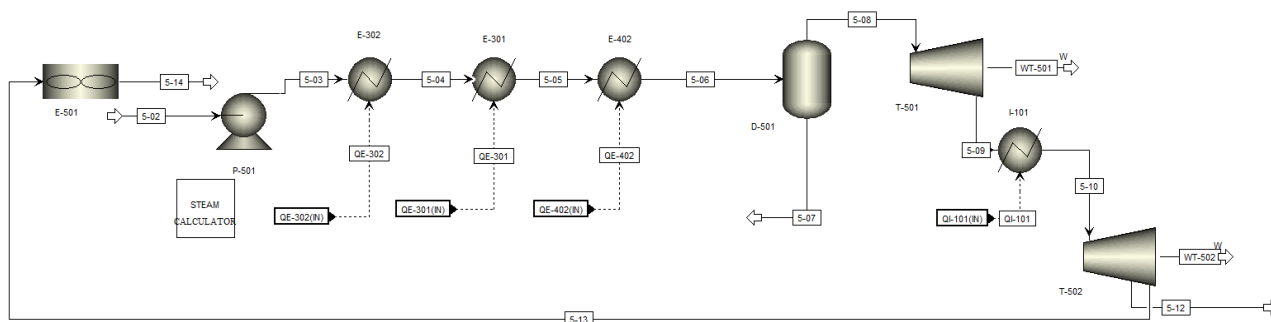 E-302
E-301
E-402
5-08
W
WT-501
T-501
5-14
5-03
5-04
5-05
5-06
E-501
5-02
D-501
I-101
P-501
QE-302
QE-301
QE-402
5-09
5-10
STEAM
CALCULATOR
QE-302(IN)
QE-301(IN)
QE-402(IN)
5-07
QI-101(IN)
QI-101
W
WT-502
T-502
5-12
5-13